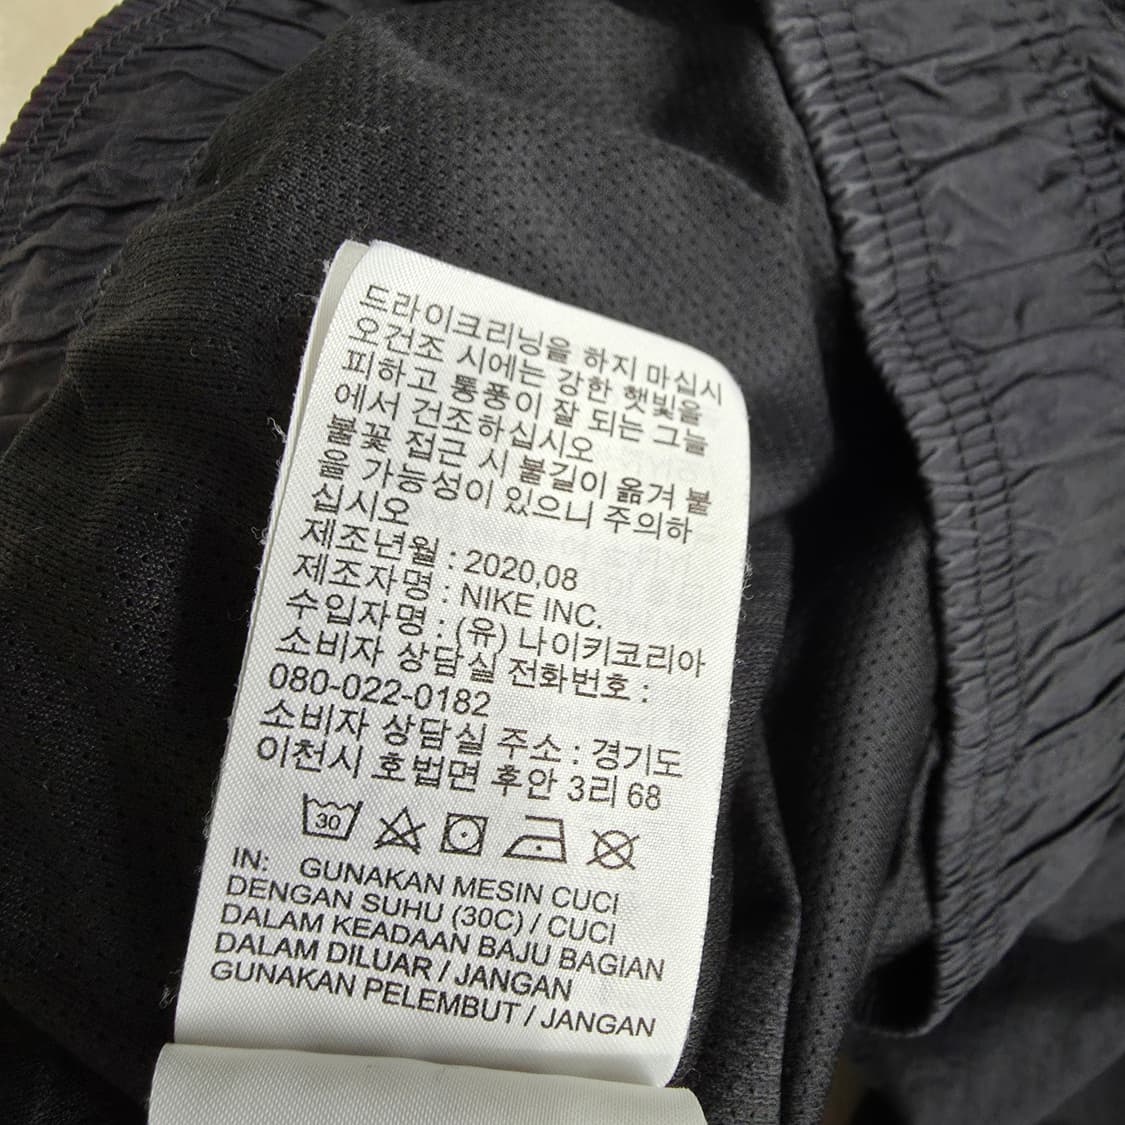 드라이크리닝을 하지 마십시
오건조 시에는 강한 햇빛을
피하고 통풍이 잘 되는 그늘
에서 건조하십시오
불꽃 접근 시 불길이 옮겨 붙
을 가능성이 있으니 주의하
십시오
제조년월 : 2020,08
제조자명 : NIKE INC.
수입자명 : (유) 나이키코리아
소비자 상담실 전화번호 :
080-022-0182
소비자 상담실 주소 : 경기도
이천시 호법면 후안 3리 68
30
IN: GUNAKAN MESIN CUCI
DENGAN SUHU (30C) / CUCI
DALAM KEADAAN BAJU BAGIAN
DALAM DILUAR / JANGAN
GUNAKAN PELEMBUT / JANGAN